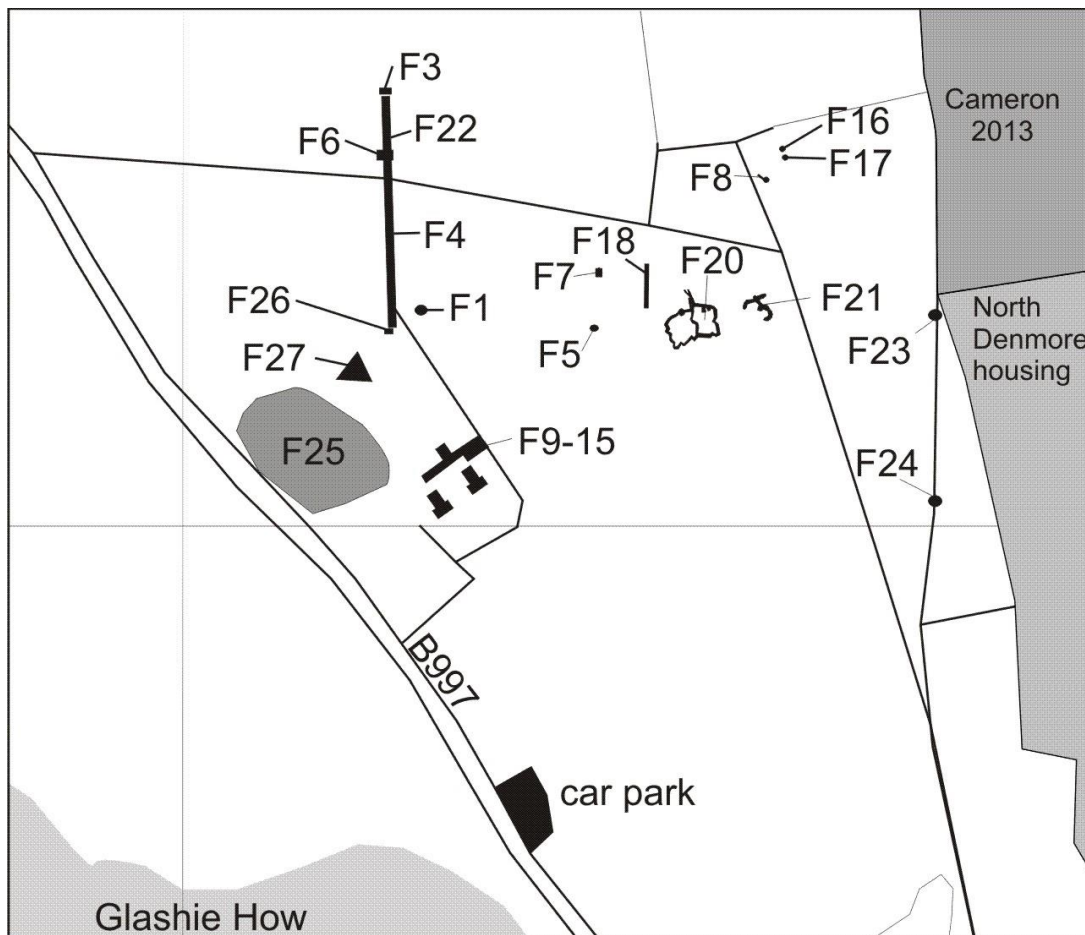 F3
F22
F6
F4
F26
F1
F27
F25
F9-15
F7
F18
F5
F20
F21
F8
F16
F17
Cameron
2013
North
Denmore
housing
F23
F24
B997
car park
Glashie How